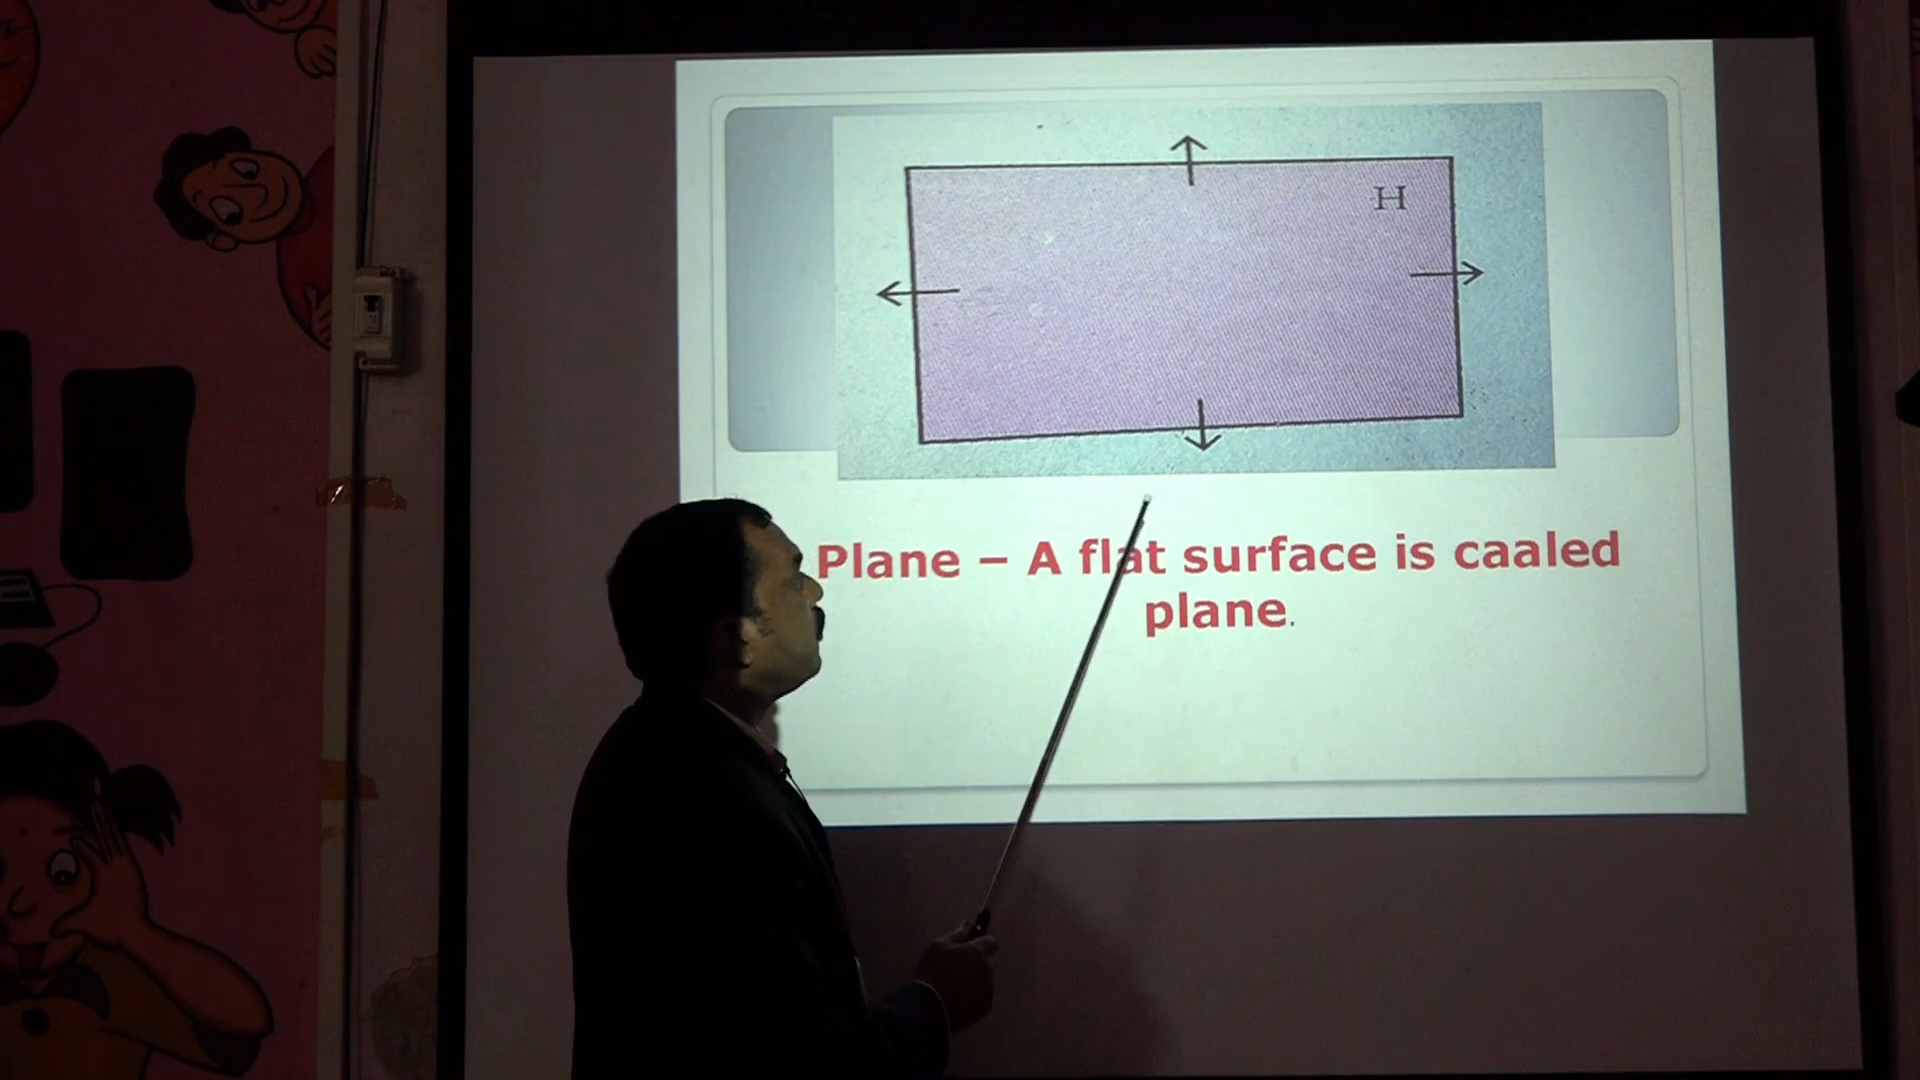 H
Plane – A flat surface is caaled
plane.